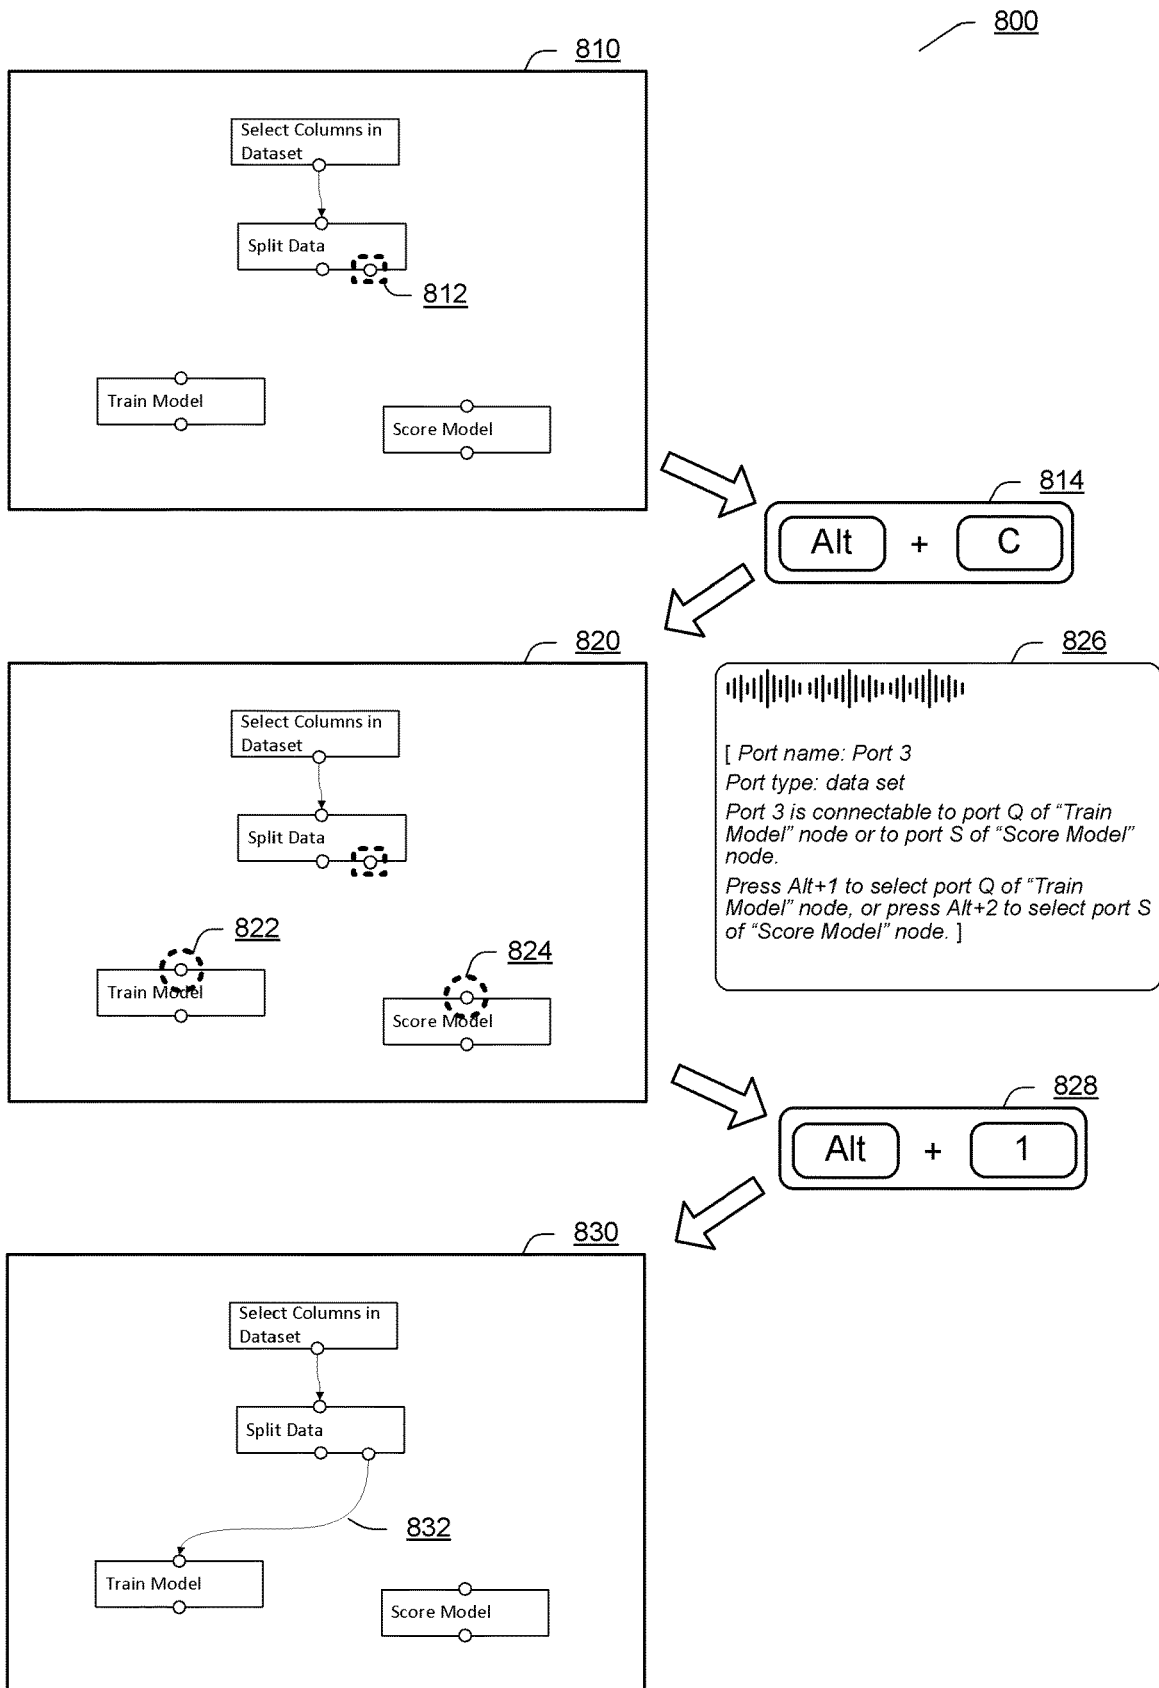 800
810
Select Columns in
Dataset
Split Data
812
Train Model
Score Model
814
Alt + C
820
Select Columns in
Dataset
Split Data
822
824
Train Model
Score Model
826
[ Port name: Port 3
Port type: data set
Port 3 is connectable to port Q of “Train
Model” node or to port S of “Score Model”
node.
Press Alt+1 to select port Q of “Train
Model” node, or press Alt+2 to select port S
of “Score Model” node. ]
828
Alt + 1
830
Select Columns in
Dataset
Split Data
832
Train Model
Score Model